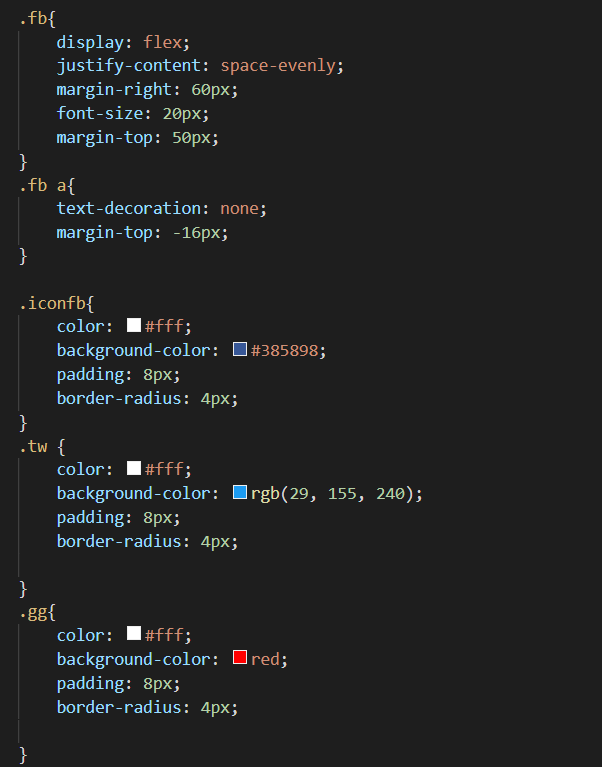 .fb{
    display: flex;
    justify-content: space-evenly;
    margin-right: 60px;
    font-size: 20px;
    margin-top: 50px;
}
.fb a{
    text-decoration: none;
    margin-top: -16px;
}

.iconfb{
    color: #fff;
    background-color: #385898;
    padding: 8px;
    border-radius: 4px;
}
.tw {
    color: #fff;
    background-color: rgb(29, 155, 240);
    padding: 8px;
    border-radius: 4px;

}
.gg{
    color: #fff;
    background-color: red;
    padding: 8px;
    border-radius: 4px;

}